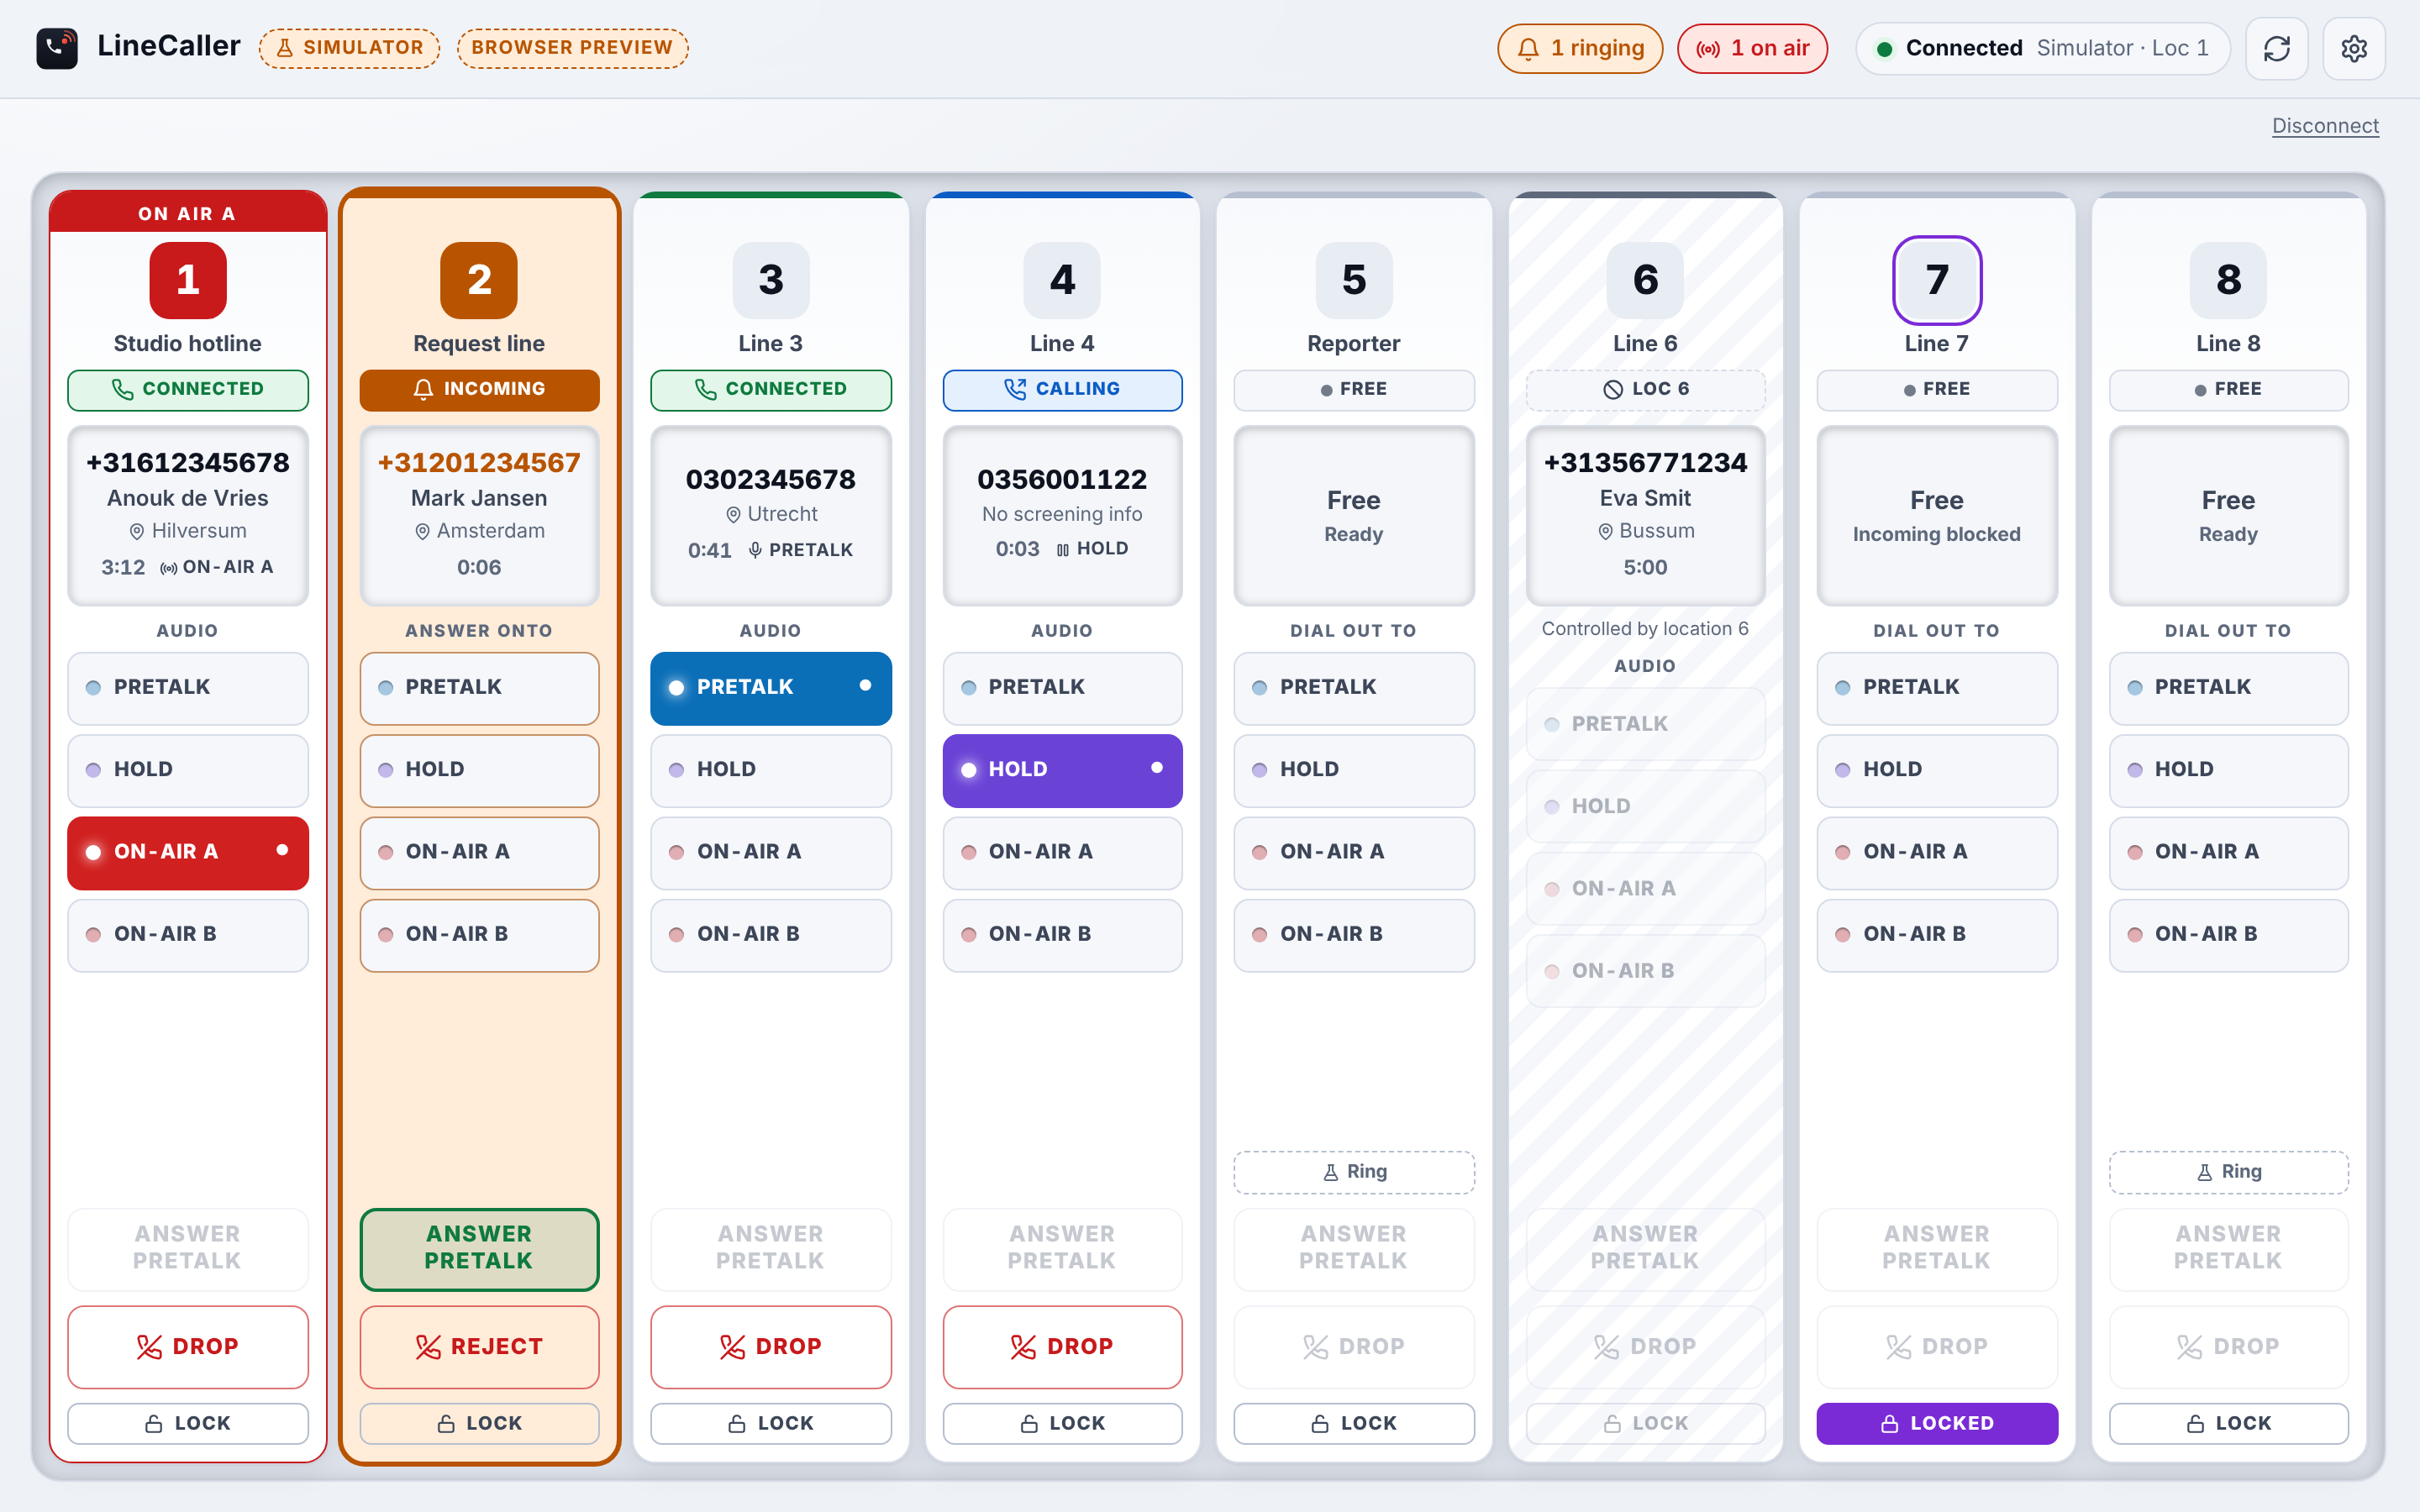 LineCaller
SIMULATOR
BROWSER PREVIEW
1 ringing
1 on air
Connected Simulator · Loc 1
Disconnect
ON AIR A
1
Studio hotline
CONNECTED
+31612345678
Anouk de Vries
Hilversum
3:12 ON-AIR A
AUDIO
PRETALK
HOLD
ON-AIR A
ON-AIR B
ANSWER
PRETALK
DROP
LOCK
2
Request line
INCOMING
+31201234567
Mark Jansen
Amsterdam
0:06
ANSWER ONTO
PRETALK
HOLD
ON-AIR A
ON-AIR B
ANSWER
PRETALK
REJECT
LOCK
3
Line 3
CONNECTED
0302345678
Utrecht
0:41 PRETALK
AUDIO
PRETALK
HOLD
ON-AIR A
ON-AIR B
ANSWER
PRETALK
DROP
LOCK
4
Line 4
CALLING
0356001122
No screening info
0:03 HOLD
AUDIO
PRETALK
HOLD
ON-AIR A
ON-AIR B
ANSWER
PRETALK
DROP
LOCK
5
Reporter
FREE
Free
Ready
DIAL OUT TO
PRETALK
HOLD
ON-AIR A
ON-AIR B
Ring
ANSWER
PRETALK
DROP
LOCK
6
Line 6
LOC 6
+31356771234
Eva Smit
Bussum
5:00
Controlled by location 6
AUDIO
PRETALK
HOLD
ON-AIR A
ON-AIR B
ANSWER
PRETALK
DROP
LOCK
7
Line 7
FREE
Free
Incoming blocked
DIAL OUT TO
PRETALK
HOLD
ON-AIR A
ON-AIR B
ANSWER
PRETALK
DROP
LOCKED
8
Line 8
FREE
Free
Ready
DIAL OUT TO
PRETALK
HOLD
ON-AIR A
ON-AIR B
Ring
ANSWER
PRETALK
DROP
LOCK